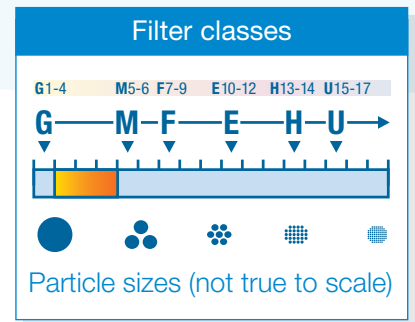 Filter classes
G1-4 M5-6 F7-9 E10-12 H13-14 U15-17
G M F E H U
Particle sizes (not true to scale)